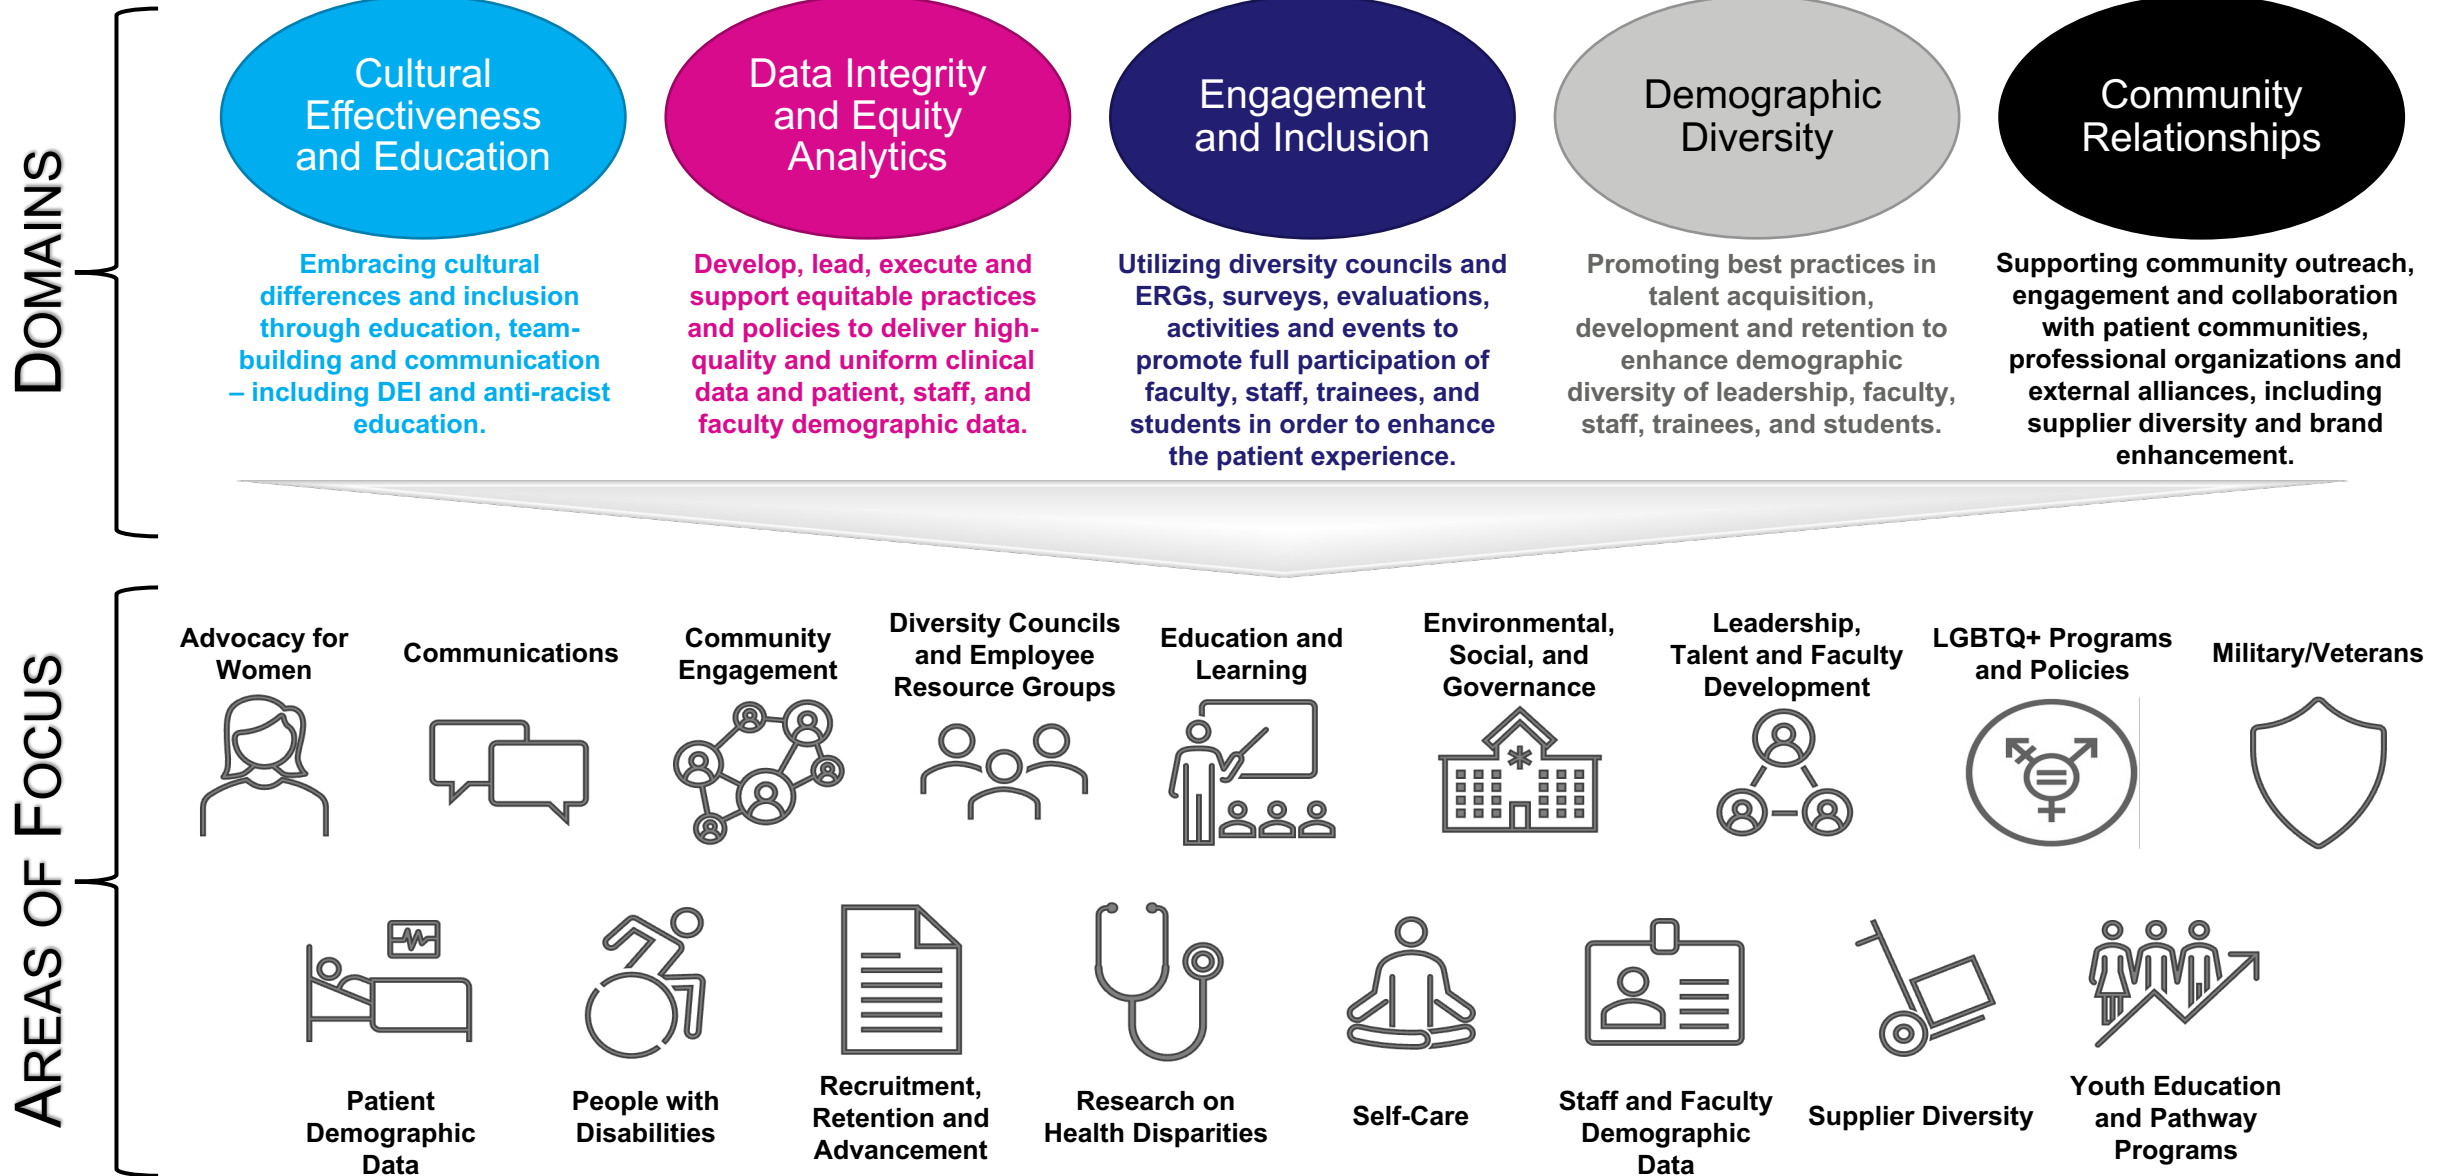 DOMAINS
Cultural
Effectiveness
and Education
Data Integrity
and Equity
Analytics
Engagement
and Inclusion
Demographic
Diversity
Community
Relationships
Embracing cultural
differences and inclusion
through education, team-
building and communication
– including DEI and anti-racist
education.
Develop, lead, execute and
support equitable practices
and policies to deliver high-
quality and uniform clinical
data and patient, staff, and
faculty demographic data.
Utilizing diversity councils and
ERGs, surveys, evaluations,
activities and events to
promote full participation of
faculty, staff, trainees, and
students in order to enhance
the patient experience.
Promoting best practices in
talent acquisition,
development and retention to
enhance demographic
diversity of leadership, faculty,
staff, trainees, and students.
Supporting community outreach,
engagement and collaboration
with patient communities,
professional organizations and
external alliances, including
supplier diversity and brand
enhancement.
AREAS OF FOCUS
Advocacy for
Women
Communications
Community
Engagement
Diversity Councils
and Employee
Resource Groups
Education and
Learning
Environmental,
Social, and
Governance
Leadership,
Talent and Faculty
Development
LGBTQ+ Programs
and Policies
Military/Veterans
Patient
Demographic
Data
People with
Disabilities
Recruitment,
Retention and
Advancement
Research on
Health Disparities
Self-Care
Staff and Faculty
Demographic
Data
Supplier Diversity
Youth Education
and Pathway
Programs